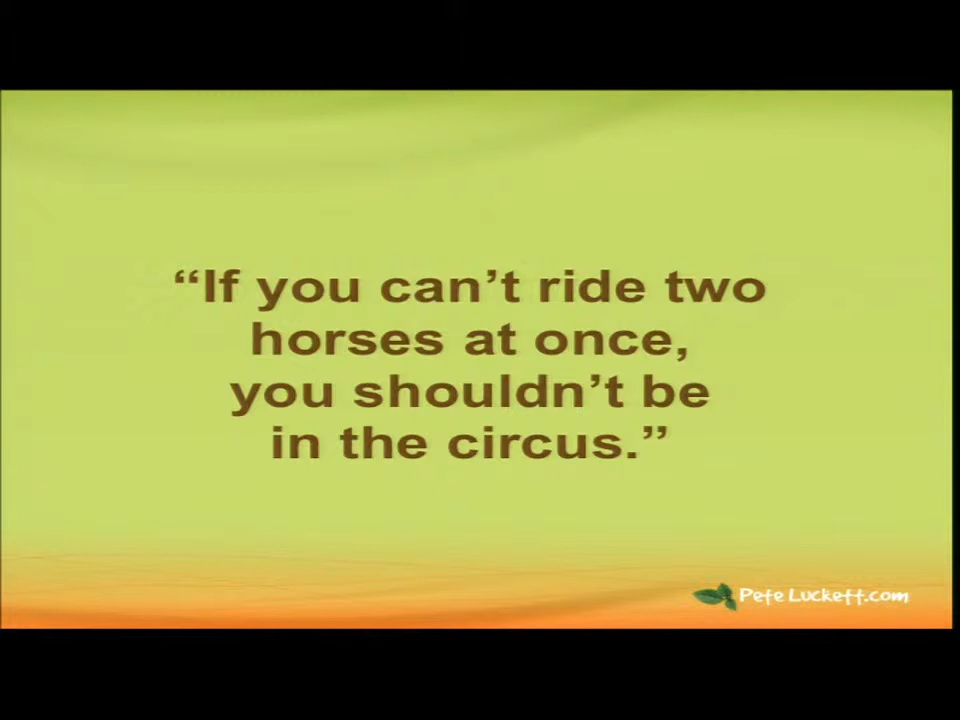 “If you can’t ride two
horses at once,
you shouldn’t be
in the circus.”
Pete Luckett.com